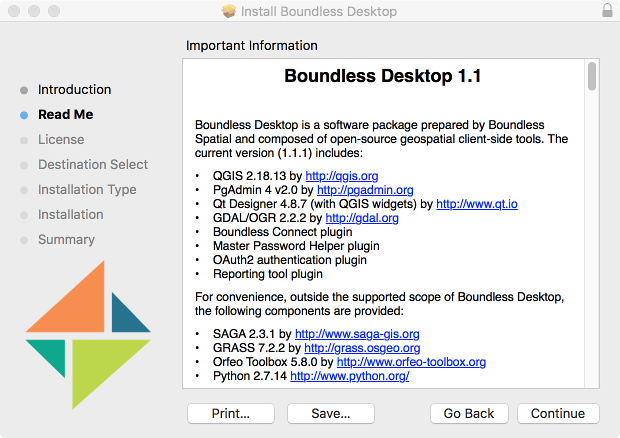 Install Boundless Desktop
Important Information
Introduction
Read Me
License
Destination Select
Installation Type
Installation
Summary
Boundless Desktop 1.1
Boundless Desktop is a software package prepared by Boundless
Spatial and composed of open-source geospatial client-side tools. The
current version (1.1.1) includes:
• QGIS 2.18.13 by http://qgis.org
• PgAdmin 4 v2.0 by http://pgadmin.org
• Qt Designer 4.8.7 (with QGIS widgets) by http://www.qt.io
• GDAL/OGR 2.2.2 by http://gdal.org
• Boundless Connect plugin
• Master Password Helper plugin
• OAuth2 authentication plugin
• Reporting tool plugin
For convenience, outside the supported scope of Boundless Desktop,
the following components are provided:
• SAGA 2.3.1 by http://www.saga-gis.org
• GRASS 7.2.2 by http://grass.osgeo.org
• Orfeo Toolbox 5.8.0 by http://www.orfeo-toolbox.org
• Python 2.7.14 http://www.python.org/
Print... Save... Go Back Continue